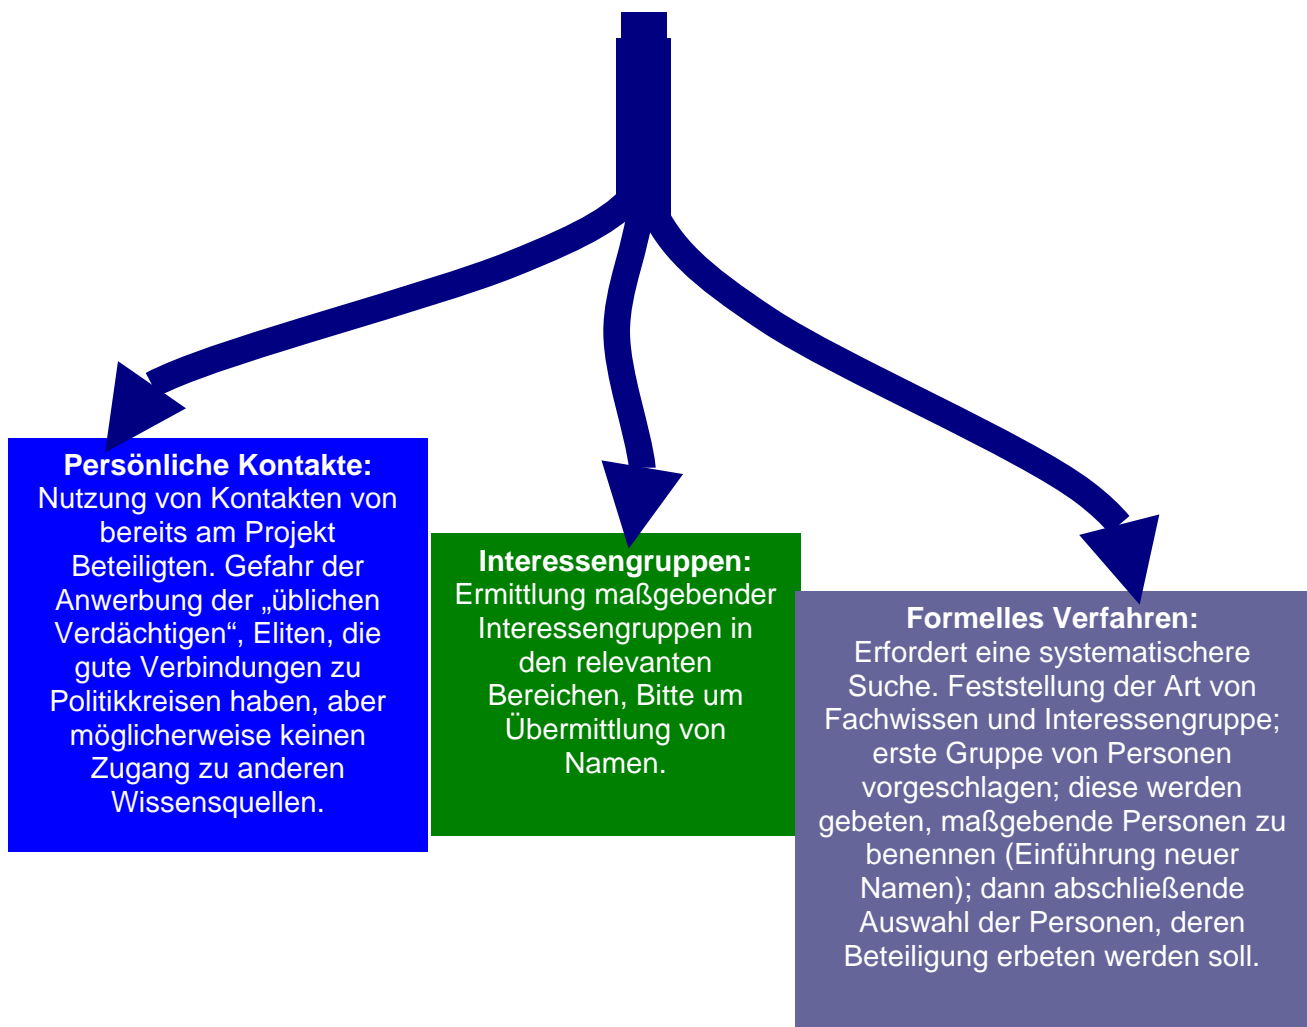 Persönliche Kontakte:
Nutzung von Kontakten von
bereits am Projekt
Beteiligten. Gefahr der
Anwerbung der „üblichen
Verdächtigen“, Eliten, die
gute Verbindungen zu
Politikkreisen haben, aber
möglicherweise keinen
Zugang zu anderen
Wissensquellen.
Interessengruppen:
Ermittlung maßgebender
Interessengruppen in
den relevanten
Bereichen, Bitte um
Übermittlung von
Namen.
Formelles Verfahren:
Erfordert eine systematischere
Suche. Feststellung der Art von
Fachwissen und Interessengruppe;
erste Gruppe von Personen
vorgeschlagen; diese werden
gebeten, maßgebende Personen zu
benennen (Einführung neuer
Namen); dann abschließende
Auswahl der Personen, deren
Beteiligung erbeten werden soll.